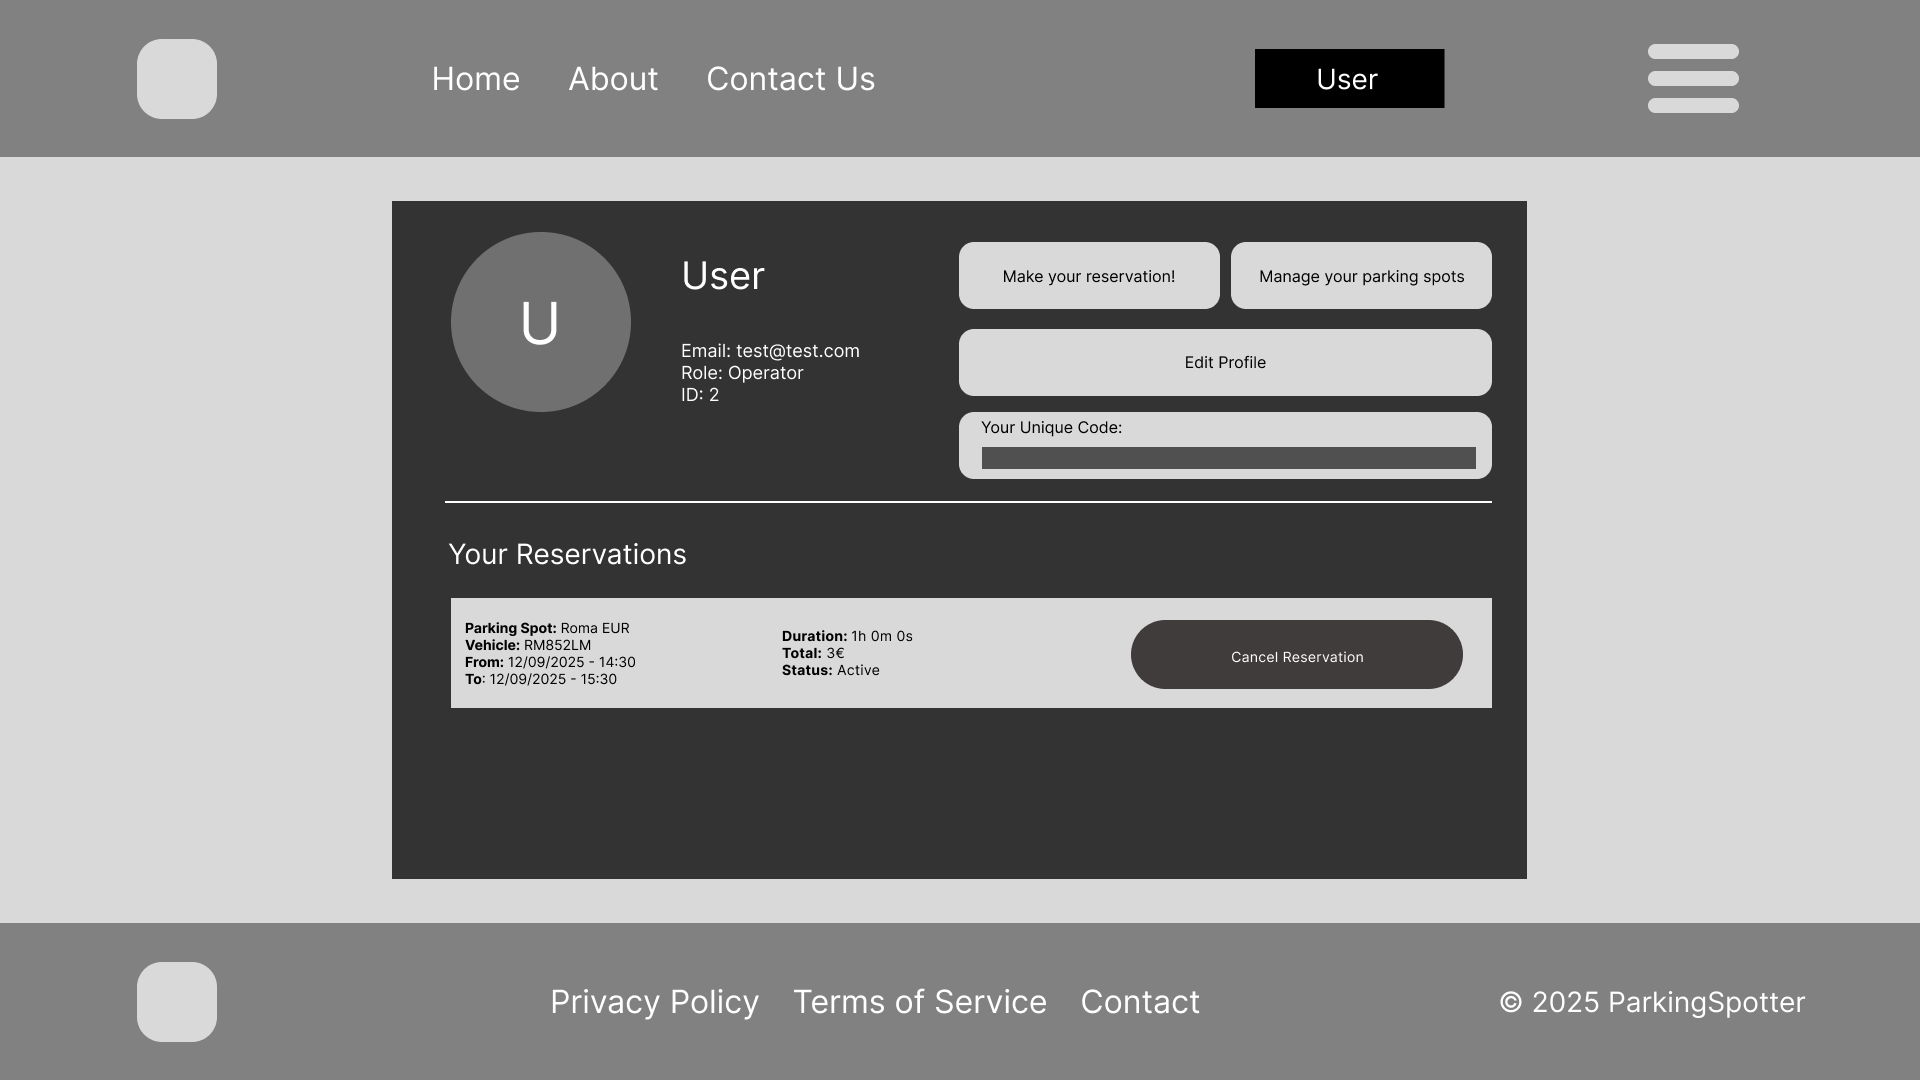 Home About Contact Us User
U
User
Email: test@test.com
Role: Operator
ID: 2
Make your reservation!
Manage your parking spots
Edit Profile
Your Unique Code:
Your Reservations
Parking Spot: Roma EUR
Vehicle: RM852LM
From: 12/09/2025 - 14:30
To: 12/09/2025 - 15:30
Duration: 1h 0m 0s
Total: 3€
Status: Active
Cancel Reservation
Privacy Policy Terms of Service Contact © 2025 ParkingSpotter